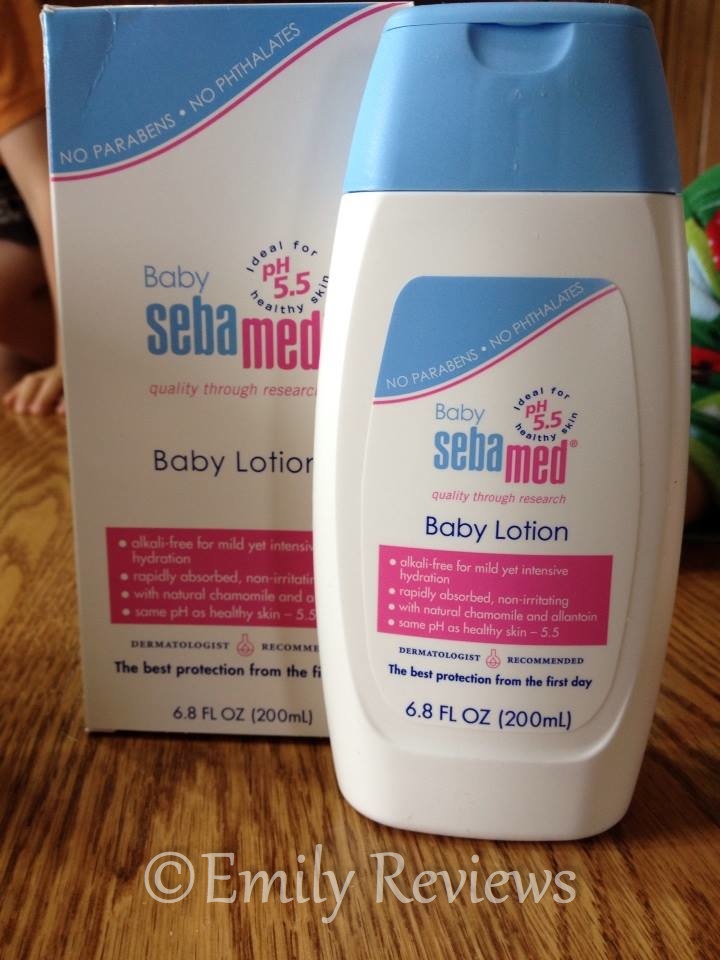 NO PARABENS • NO PHTHALATES
Baby
Ideal for
pH
5.5
healthy skin
sebamed
quality through research
Baby Lotion
• alkali-free for mild yet intensive
hydration
• rapidly absorbed, non-irritating
• with natural chamomile and
• same pH as healthy skin – 5.5
DERMATOLOGIST
The best protection from the
6.8 FL OZ (200mL)
NO PARABENS • NO PHTHALATES
Baby
Ideal for
pH
5.5
healthy skin
sebamed®
quality through research
Baby Lotion
• alkali-free for mild yet intensive
hydration
• rapidly absorbed, non-irritating
• with natural chamomile and allantoin
• same pH as healthy skin – 5.5
DERMATOLOGIST RECOMMENDED
The best protection from the first day
6.8 FL OZ (200mL)
©Emily Reviews